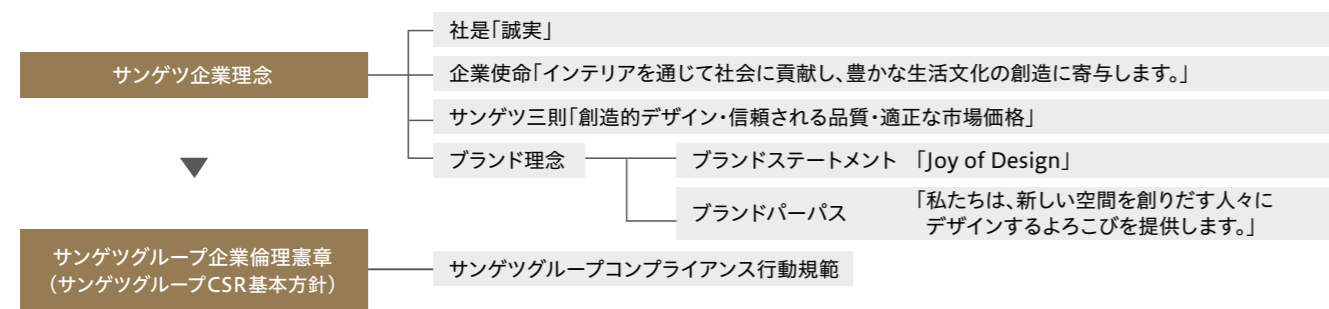 サンゲツ企業理念
社是「誠実」
企業使命「インテリアを通じて社会に貢献し、豊かな生活文化の創造に寄与します。」
サンゲツ三則「創造的デザイン・信頼される品質・適正な市場価格」
ブランド理念
ブランドステートメント 「Joy of Design」
ブランドパーパス
「私たちは、新しい空間を創りだす人々に
デザインするよろこびを提供します。」
サンゲツグループ企業倫理憲章
（サンゲツグループCSR基本方針）
サンゲツグループコンプライアンス行動規範